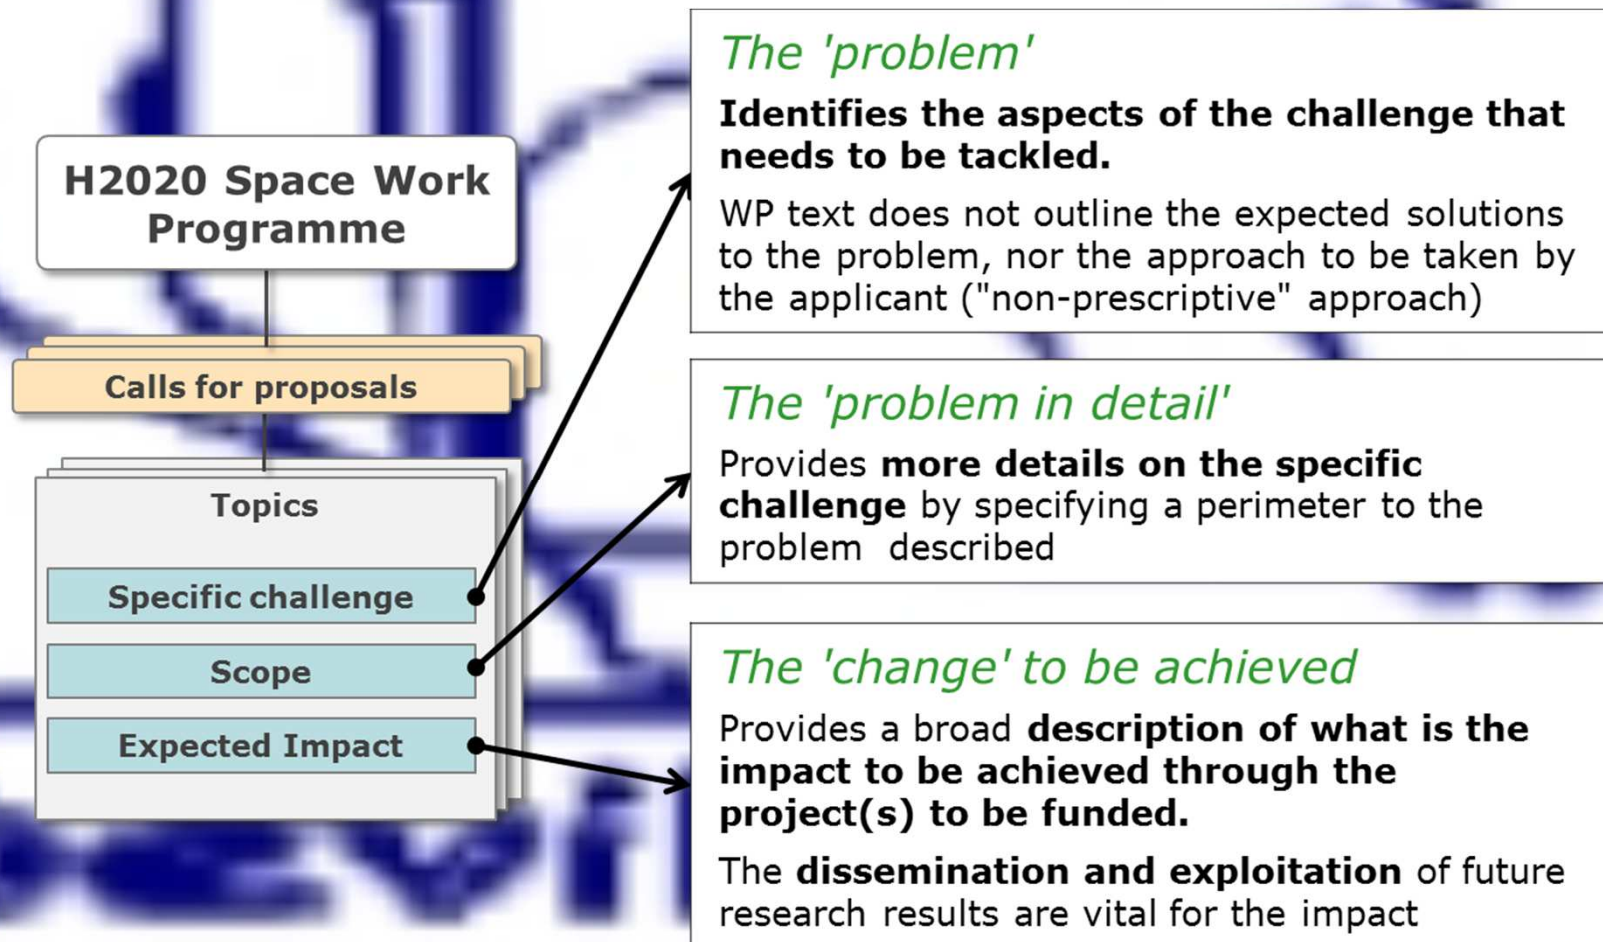 H2020 Space Work
Programme
Calls for proposals
Topics
Specific challenge
Scope
Expected Impact
The 'problem'
Identifies the aspects of the challenge that
needs to be tackled.
WP text does not outline the expected solutions
to the problem, nor the approach to be taken by
the applicant ("non-prescriptive" approach)
The 'problem in detail'
Provides more details on the specific
challenge by specifying a perimeter to the
problem described
The 'change' to be achieved
Provides a broad description of what is the
impact to be achieved through the
project(s) to be funded.
The dissemination and exploitation of future
research results are vital for the impact